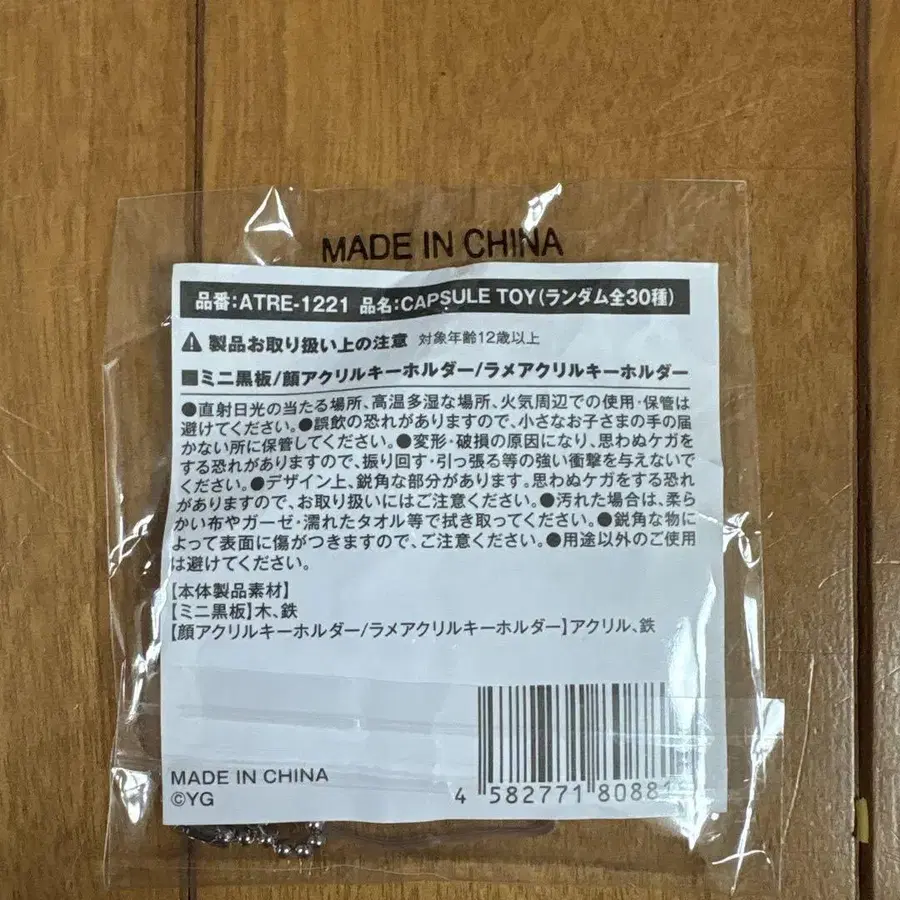 MADE IN CHINA
品番:ATRE-1221 品名:CAPSULE TOY(ランダム全30種)
製品お取り扱い上の注意 対象年齢12歳以上
■ミニ黒板/顔アクリルキーホルダー/ラメアクリルキーホルダー
●直射日光の当たる場所、高温多湿な場所、火気周辺での使用・保管は
避けてください。●誤飲の恐れがありますので、小さなお子さまの手の届
かない所に保管してください。●変形・破損の原因になり、思わぬケガを
する恐れがありますので、振り回す・引っ張る等の強い衝撃を与えないで
ください。●デザイン上、鋭角な部分があります。思わぬケガをする恐れ
がありますので、お取り扱いにはご注意ください。●汚れた場合は、柔ら
かい布やガーゼ・濡れたタオル等で拭き取ってください。●鋭角な物に
よって表面に傷がつきますので、ご注意ください。●用途以外のご使用
は避けてください。
【本体製品素材】
【ミニ黒板】木、鉄
【顔アクリルキーホルダー/ラメアクリルキーホルダー】アクリル、鉄
MADE IN CHINA
©YG
4 582771 80881